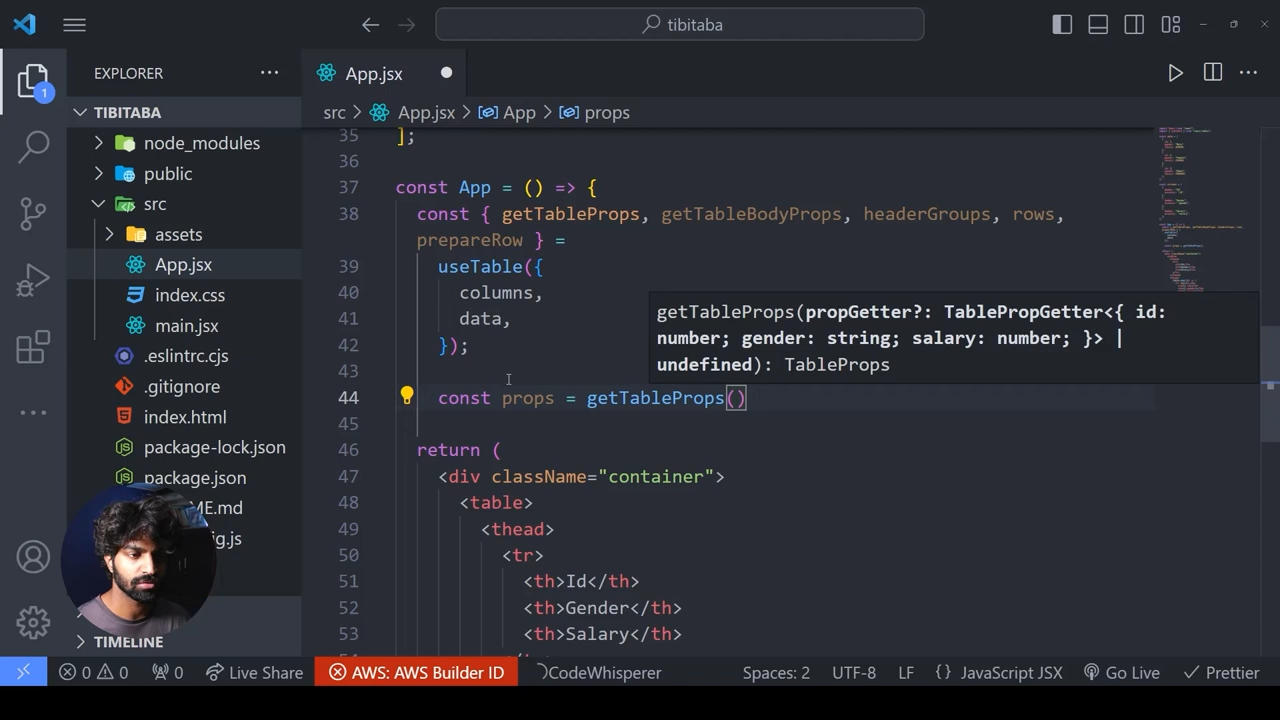 tibitaba
EXPLORER
App.jsx
1
TIBITABA
src > App.jsx > App > props
node_modules
public
src
assets
App.jsx
index.css
main.jsx
.eslintrc.cjs
.gitignore
index.html
package-lock.json
package.json
ME.md
ig.js
TIMELINE
35 ];
36
37 const App = () => {
38 const { getTableProps, getTableBodyProps, headerGroups, rows,
prepareRow } =
39 useTable({
40 columns,
41 data,
42 });
43
44 const props = getTableProps()
45
46 return (
47 <div className="container">
48 <table>
49 <thead>
50 <tr>
51 <th>Id</th>
52 <th>Gender</th>
53 <th>Salary</th>
getTableProps(propGetter?: TablePropGetter<{ id:
number; gender: string; salary: number; }> |
undefined): TableProps
0 0 0 Live Share AWS: AWS Builder ID CodeWhisperer Spaces: 2 UTF-8 LF {} JavaScript JSX Go Live Prettier